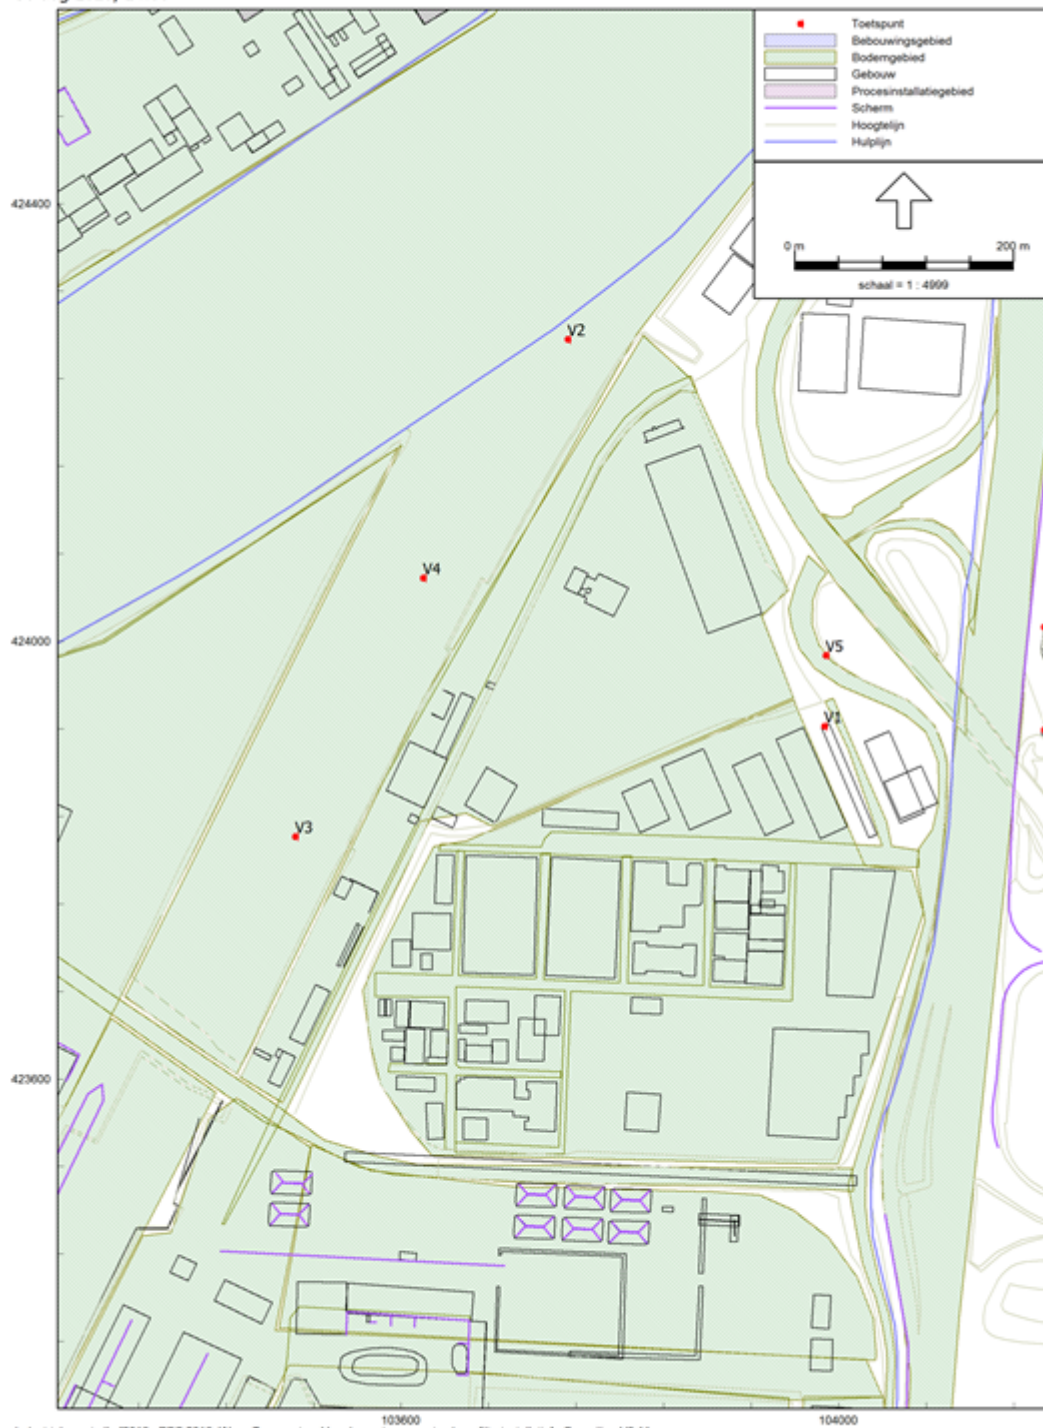 Toetspunt
Bebouwingsgebied
Bodemgebied
Gebouw
Procesinstallatiegebied
Scherm
Hoogtelijn
Hulplijn
0 m 200 m
schaal = 1 : 4999
424400
V2
V4
424000
V5
V1
V3
423600
103600 104000